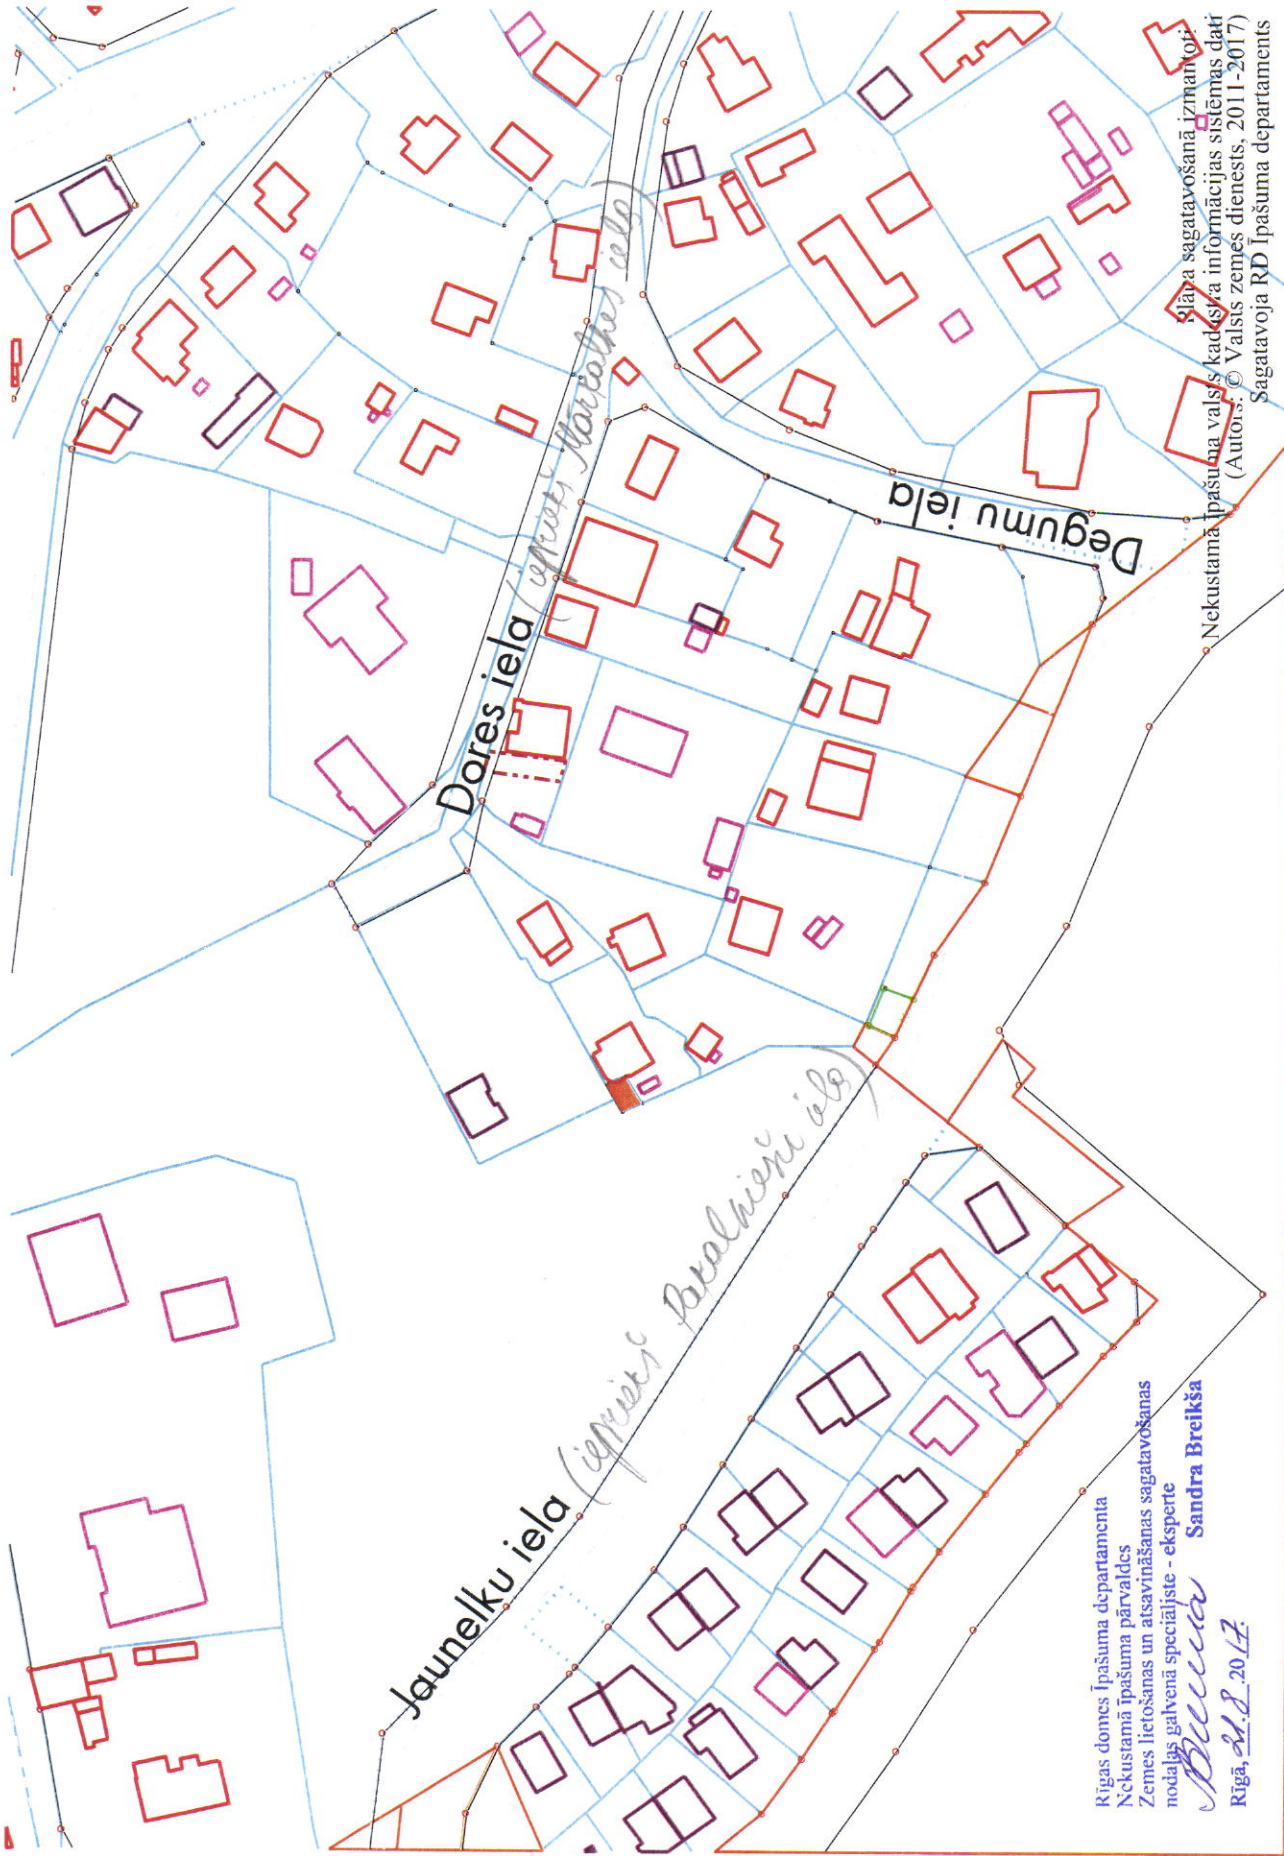 Plāna sagatavošanā izmantoti:
Nekustamā īpašuma valsts kadastra informācijas sistēmas dati
(Autors: © Valsts zemes dienests, 2011-2017)
Sagatavoja RD Īpašuma departaments
Dores iela (iepriekš Mārkalnes iela)
Degumu iela
Jaunelku iela (iepriekš Pakalniešu iela)
Rīgas domes Īpašuma departamenta
Nekustamā īpašuma pārvaldes
Zemes lietošanas un atsavināšanas sagatavošanas
nodaļas galvenā speciāliste - eksperte
Sandra Breikša
Rīgā, 21.8.2017.